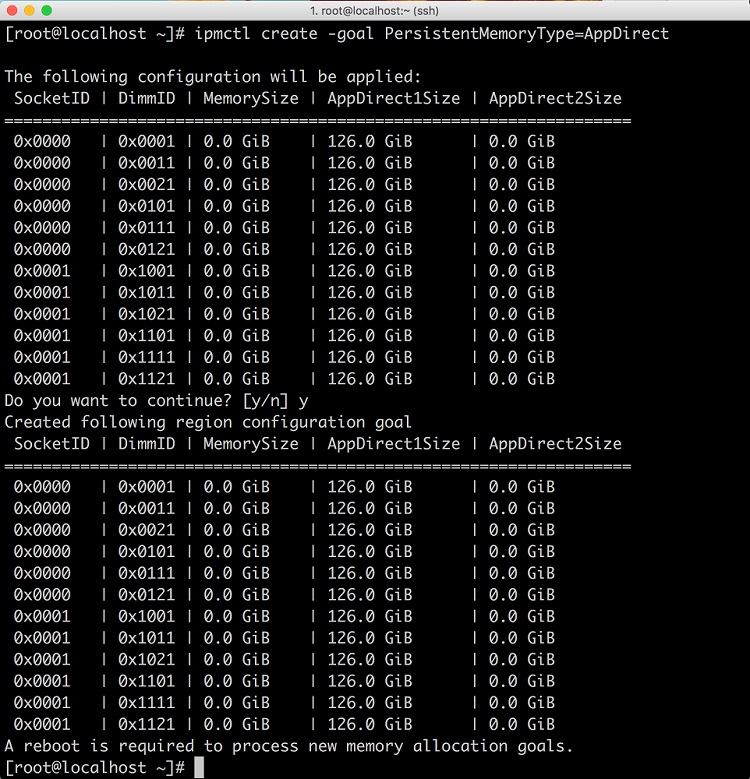 1. root@localhost:~ (ssh)
[root@localhost ~]# ipmctl create -goal PersistentMemoryType=AppDirect
The following configuration will be applied:
SocketID | DimmID | MemorySize | AppDirect1Size | AppDirect2Size
==================================================================
0x0000 | 0x0001 | 0.0 GiB | 126.0 GiB | 0.0 GiB
0x0000 | 0x0011 | 0.0 GiB | 126.0 GiB | 0.0 GiB
0x0000 | 0x0021 | 0.0 GiB | 126.0 GiB | 0.0 GiB
0x0000 | 0x0101 | 0.0 GiB | 126.0 GiB | 0.0 GiB
0x0000 | 0x0111 | 0.0 GiB | 126.0 GiB | 0.0 GiB
0x0000 | 0x0121 | 0.0 GiB | 126.0 GiB | 0.0 GiB
0x0001 | 0x1001 | 0.0 GiB | 126.0 GiB | 0.0 GiB
0x0001 | 0x1011 | 0.0 GiB | 126.0 GiB | 0.0 GiB
0x0001 | 0x1021 | 0.0 GiB | 126.0 GiB | 0.0 GiB
0x0001 | 0x1101 | 0.0 GiB | 126.0 GiB | 0.0 GiB
0x0001 | 0x1111 | 0.0 GiB | 126.0 GiB | 0.0 GiB
0x0001 | 0x1121 | 0.0 GiB | 126.0 GiB | 0.0 GiB
Do you want to continue? [y/n] y
Created following region configuration goal
SocketID | DimmID | MemorySize | AppDirect1Size | AppDirect2Size
==================================================================
0x0000 | 0x0001 | 0.0 GiB | 126.0 GiB | 0.0 GiB
0x0000 | 0x0011 | 0.0 GiB | 126.0 GiB | 0.0 GiB
0x0000 | 0x0021 | 0.0 GiB | 126.0 GiB | 0.0 GiB
0x0000 | 0x0101 | 0.0 GiB | 126.0 GiB | 0.0 GiB
0x0000 | 0x0111 | 0.0 GiB | 126.0 GiB | 0.0 GiB
0x0000 | 0x0121 | 0.0 GiB | 126.0 GiB | 0.0 GiB
0x0001 | 0x1001 | 0.0 GiB | 126.0 GiB | 0.0 GiB
0x0001 | 0x1011 | 0.0 GiB | 126.0 GiB | 0.0 GiB
0x0001 | 0x1021 | 0.0 GiB | 126.0 GiB | 0.0 GiB
0x0001 | 0x1101 | 0.0 GiB | 126.0 GiB | 0.0 GiB
0x0001 | 0x1111 | 0.0 GiB | 126.0 GiB | 0.0 GiB
0x0001 | 0x1121 | 0.0 GiB | 126.0 GiB | 0.0 GiB
A reboot is required to process new memory allocation goals.
[root@localhost ~]#